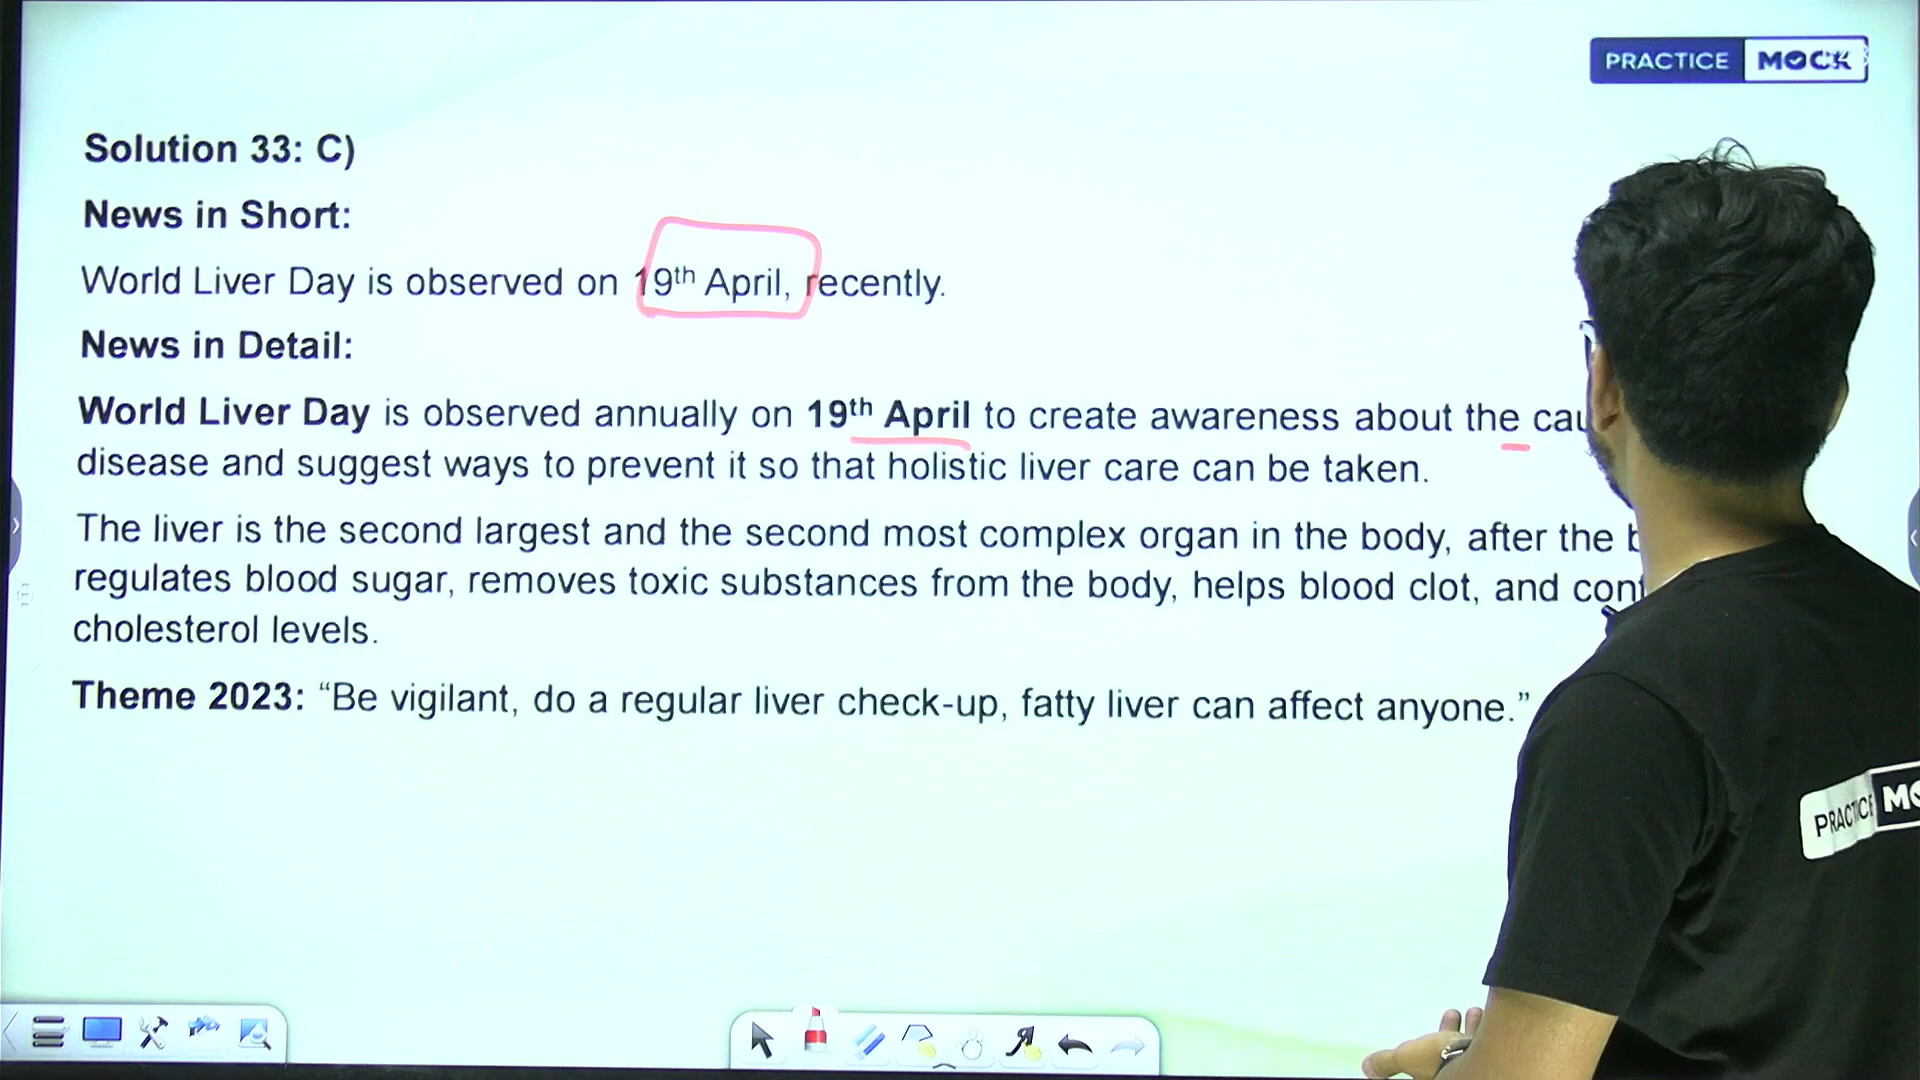 PRACTICE MOCK
Solution 33: C)
News in Short:
World Liver Day is observed on 19th April, recently.
News in Detail:
World Liver Day is observed annually on 19th April to create awareness about the
disease and suggest ways to prevent it so that holistic liver care can be taken.
The liver is the second largest and the second most complex organ in the body, after the
regulates blood sugar, removes toxic substances from the body, helps blood clot, and
cholesterol levels.
Theme 2023: “Be vigilant, do a regular liver check-up, fatty liver can affect anyone.”
PRACTICE